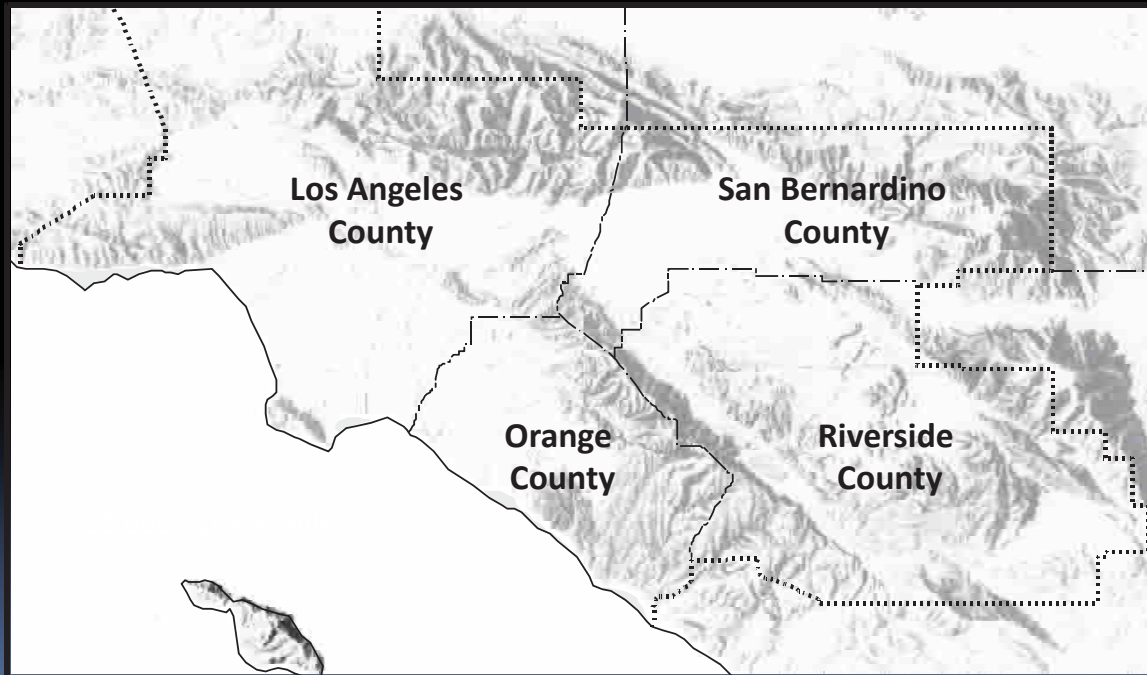 Los Angeles
County
San Bernardino
County
Orange
County
Riverside
County